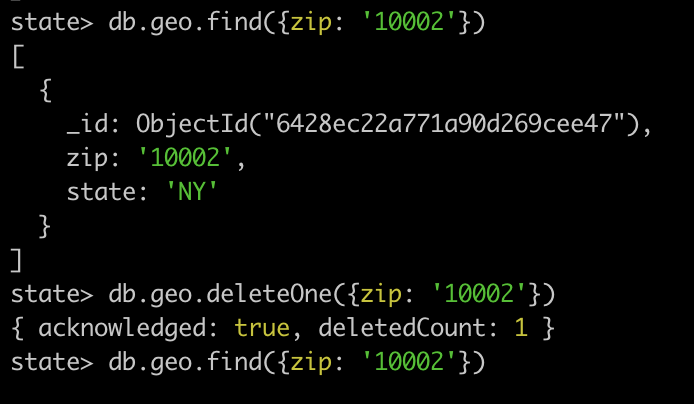 state> db.geo.find({zip: '10002'})
[
  {
    _id: ObjectId("6428ec22a771a90d269cee47"),
    zip: '10002',
    state: 'NY'
  }
]
state> db.geo.deleteOne({zip: '10002'})
{ acknowledged: true, deletedCount: 1 }
state> db.geo.find({zip: '10002'})